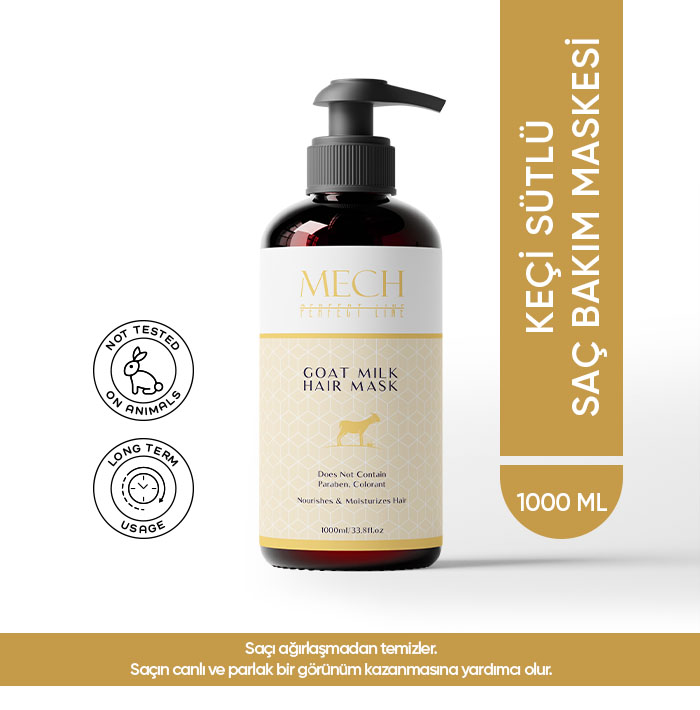 MECH
PERFECT LINE
GOAT MILK
HAIR MASK
Does Not Contain
Paraben, Colorant
Nourishes & Moisturizes Hair
1000ml/33.8fl.oz
NOT TESTED
ON ANIMALS
LONG TERM
USAGE
KEÇİ SÜTLÜ
SAÇ BAKIM MASKESİ
1000 ML
Saçı ağırlaşmadan temizler.
Saçın canlı ve parlak bir görünüm kazanmasına yardımcı olur.